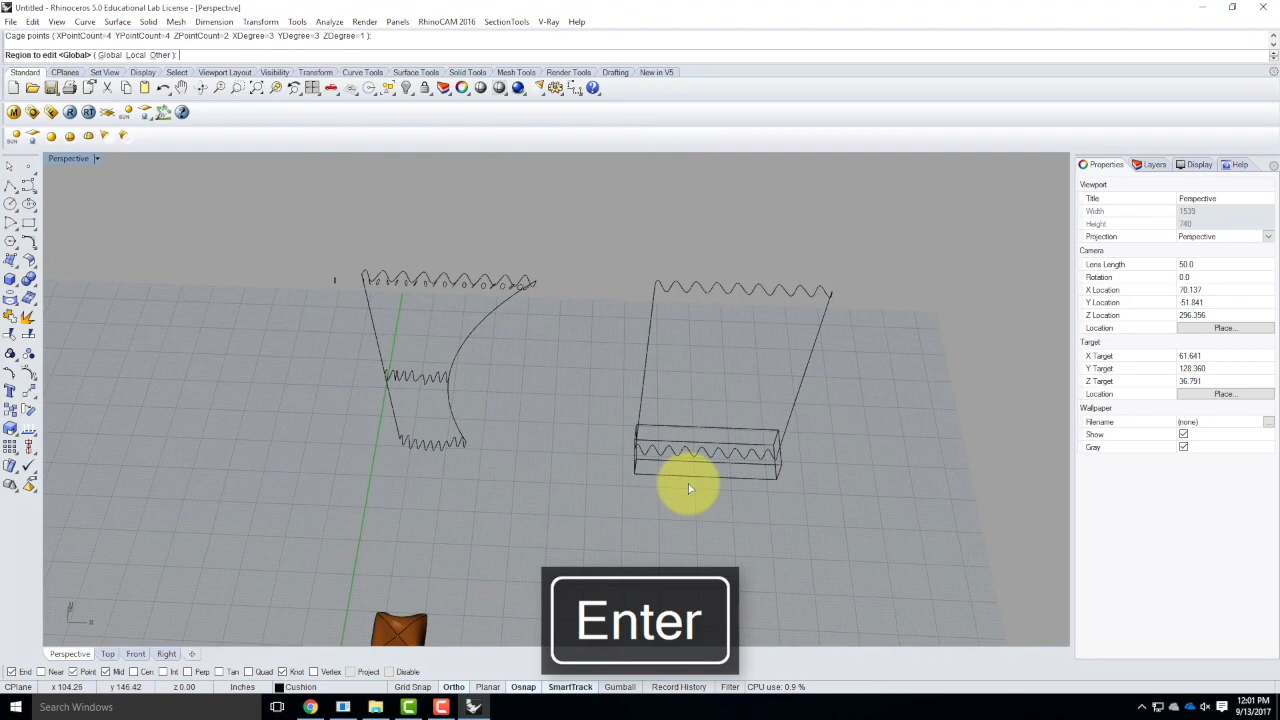 Untitled - Rhinoceros 5.0 Educational Lab License - [Perspective]
File Edit View Curve Surface Solid Mesh Dimension Transform Tools Analyze Render Panels RhinoCAM 2016 SectionTools V-Ray Help
Cage points ( XPointCount=4 YPointCount=4 ZPointCount=2 XDegree=3 YDegree=3 ZDegree=1 ):
Region to edit <Global> ( Global Local Other ):
Standard CPlanes Set View Display Select Viewport Layout Visibility Transform Curve Tools Surface Tools Solid Tools Mesh Tools Render Tools Drafting New in V5
M R RT SUN
SUN
Perspective
Properties Layers Display Help
Viewport
Title Perspective
Width 1539
Height 740
Projection Perspective
Camera
Lens Length 50.0
Rotation 0.0
X Location 70.137
Y Location -51.841
Z Location 296.356
Location Place...
Target
X Target 61.641
Y Target 128.360
Z Target 36.791
Location Place...
Wallpaper
Filename (none) ...
Show
Gray
Enter
y
x
Perspective Top Front Right
End Near Point Mid Cen Int Perp Tan Quad Knot Vertex Project Disable
CPlane x 104.26 y 146.42 z 0.00 Inches Cushion Grid Snap Ortho Planar Osnap SmartTrack Gumball Record History Filter CPU use: 0.9 %
Search Windows
12:01 PM
9/13/2017